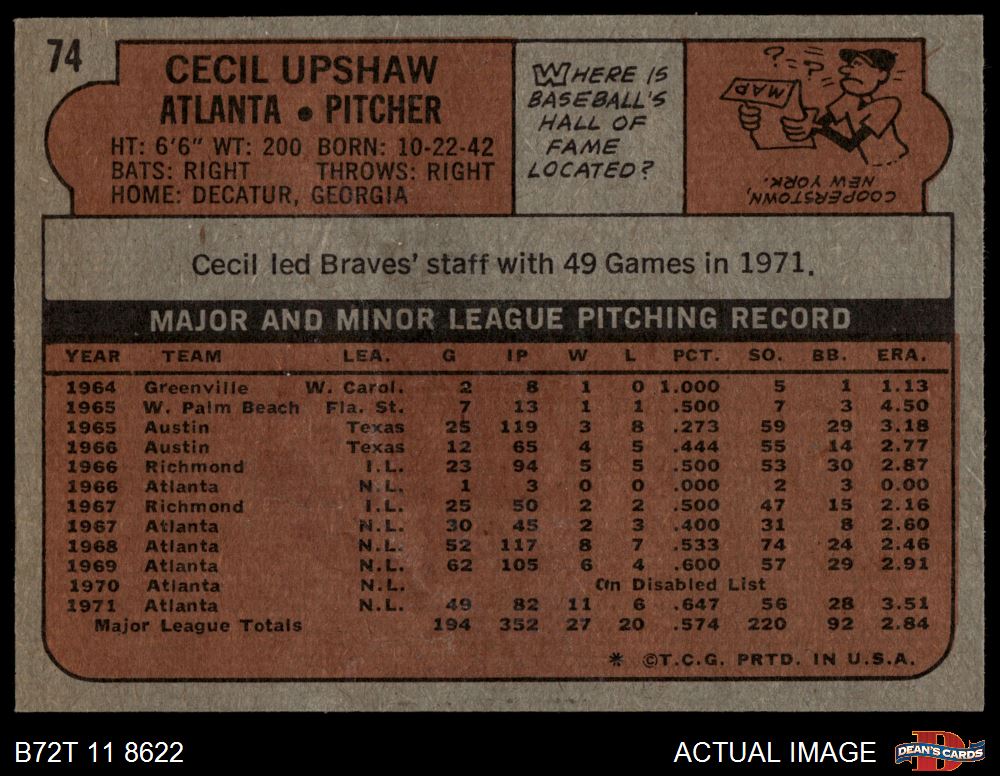 74
CECIL UPSHAW
ATLANTA • PITCHER
HT: 6'6" WT: 200 BORN: 10-22-42
BATS: RIGHT THROWS: RIGHT
HOME: DECATUR, GEORGIA
WHERE IS
BASEBALL'S
HALL OF
FAME
LOCATED?
? ? ?
MAP
COOPERSTOWN,
NEW YORK.
Cecil led Braves' staff with 49 Games in 1971.
MAJOR AND MINOR LEAGUE PITCHING RECORD
YEAR TEAM LEA. G IP W L PCT. SO. BB. ERA.
1964 Greenville W. Carol. 2 8 1 0 1.000 5 1 1.13
1965 W. Palm Beach Fla. St. 7 13 1 1 .500 7 3 4.50
1965 Austin Texas 25 119 3 8 .273 59 29 3.18
1966 Austin Texas 12 65 4 5 .444 55 14 2.77
1966 Richmond I.L. 23 94 5 5 .500 53 30 2.87
1966 Atlanta N.L. 1 3 0 0 .000 2 3 0.00
1967 Richmond I.L. 25 50 2 2 .500 47 15 2.16
1967 Atlanta N.L. 30 45 2 3 .400 31 8 2.60
1968 Atlanta N.L. 52 117 8 7 .533 74 24 2.46
1969 Atlanta N.L. 62 105 6 4 .600 57 29 2.91
1970 Atlanta N.L. On Disabled List
1971 Atlanta N.L. 49 82 11 6 .647 56 28 3.51
Major League Totals 194 352 27 20 .574 220 92 2.84
* ©T.C.G. PRTD. IN U.S.A.
B72T 11 8622
ACTUAL IMAGE
DEAN'S CARDS